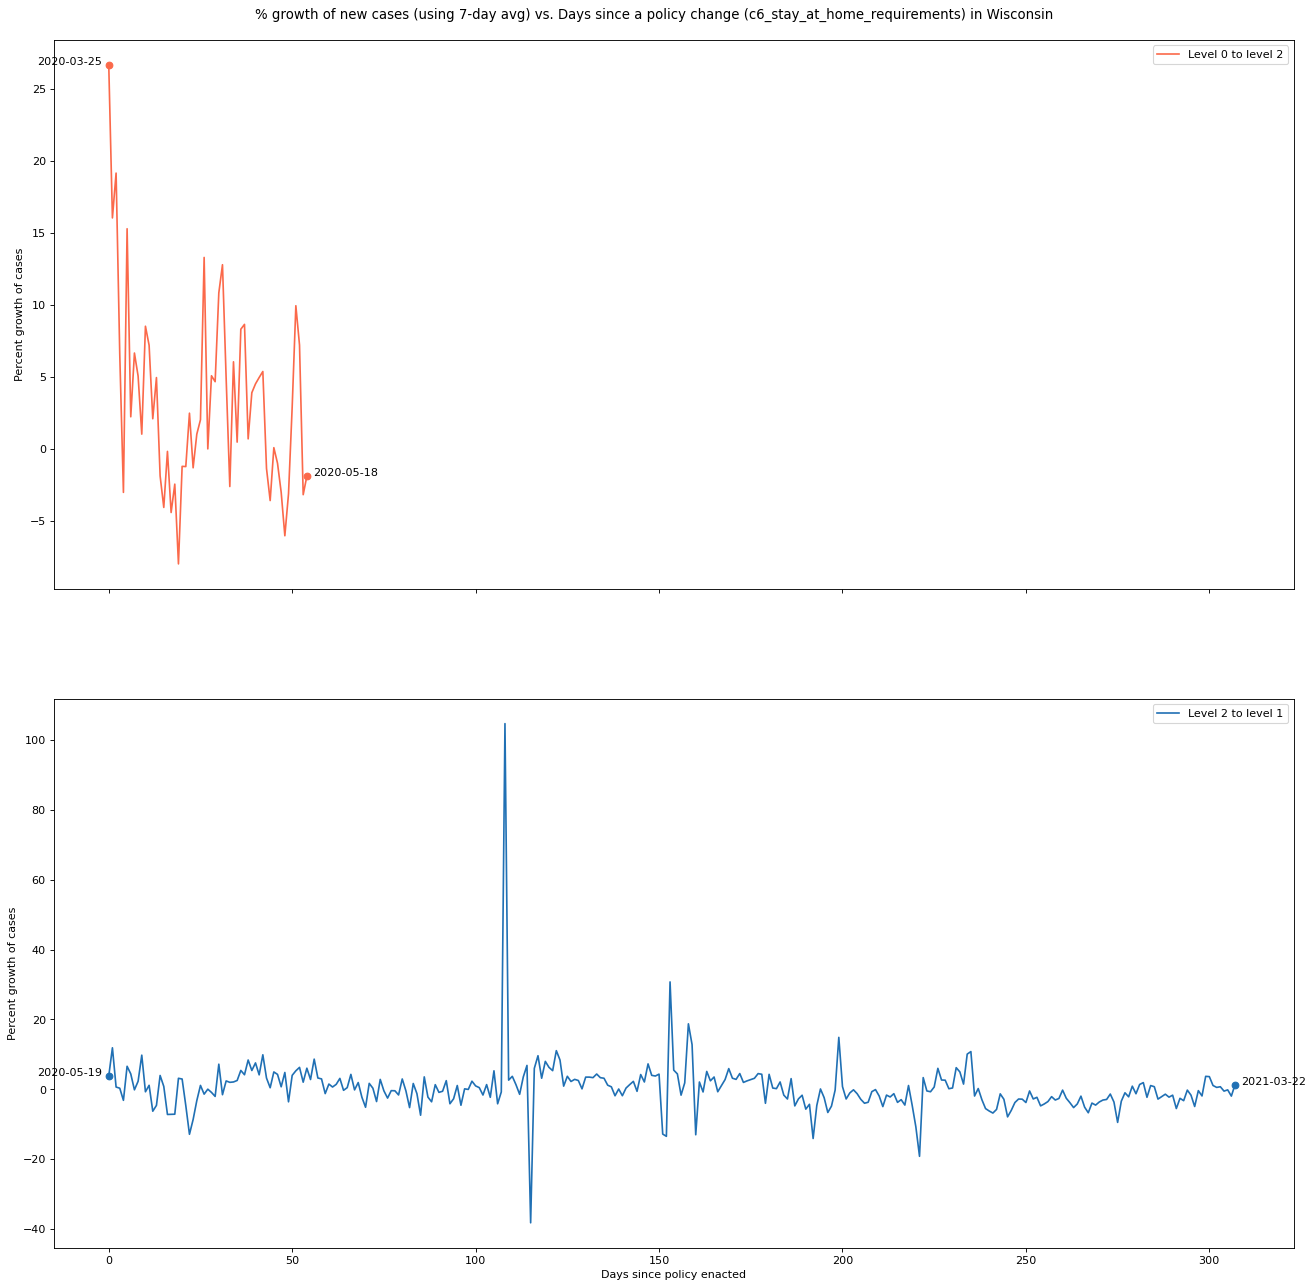 % growth of new cases (using 7-day avg) vs. Days since a policy change (c6_stay_at_home_requirements) in Wisconsin
Level 0 to level 2
2020-03-25
25
20
15
10
5
0
−5
Percent growth of cases
2020-05-18
Level 2 to level 1
100
80
60
40
20
0
−20
−40
Percent growth of cases
2020-05-19
2021-03-22
0 50 100 150 200 250 300
Days since policy enacted